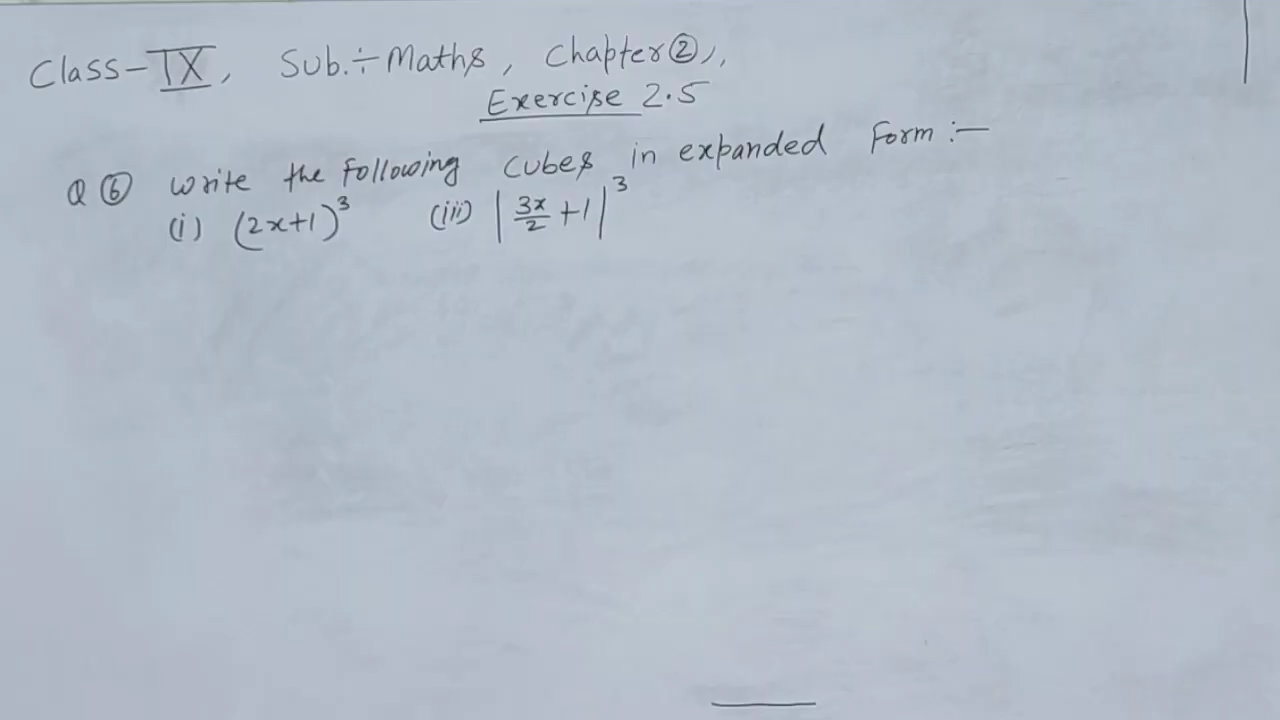 Class-IX, Sub.÷Maths, Chapter②,,
Exercise 2.5
Q⑥ Write the following cubes in expanded Form:-
(i) (2x+1)³ (iii) |3x/2 +1|³